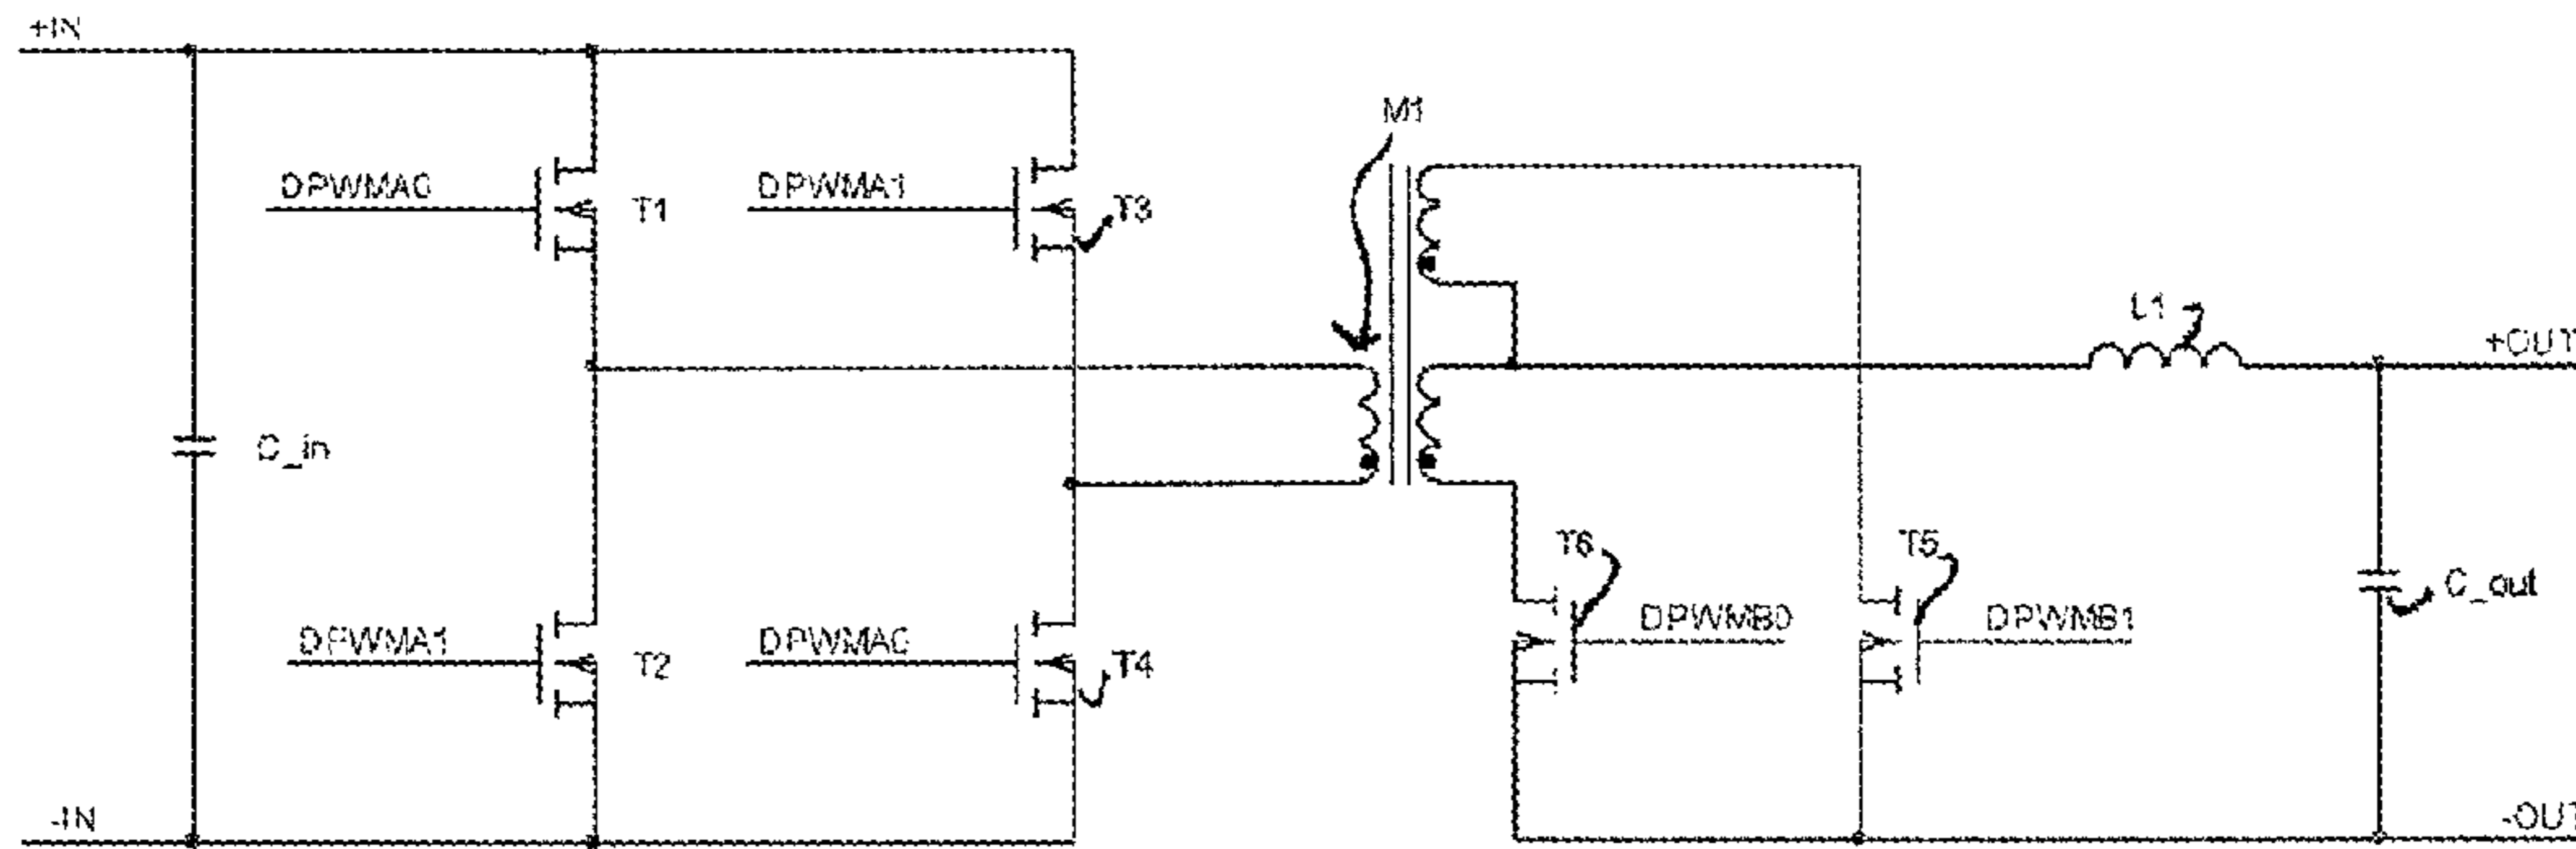 +IN
M1
DPWMA0
T1
DPWMA1
T3
L1
+OUT
C_in
T6
T5
C_out
DPWMB0
DPWMB1
DPWMA1
T2
DPWMA0
T4
-IN
-OUT